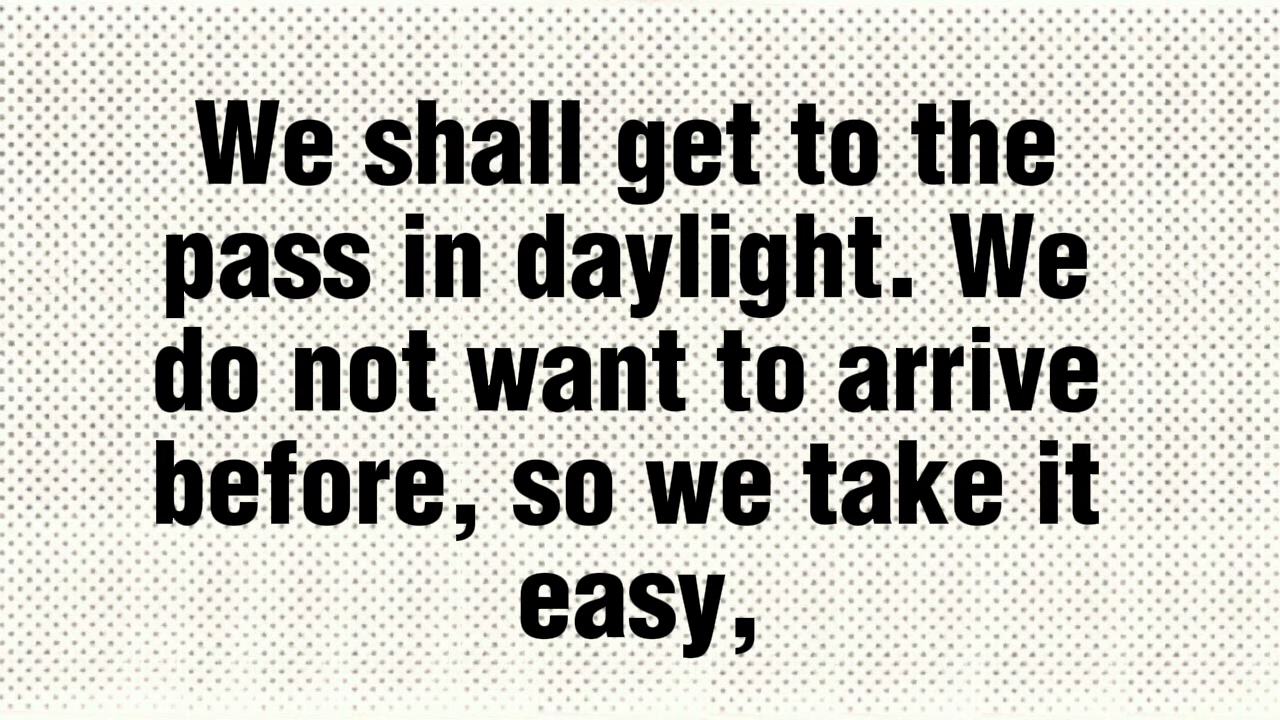 We shall get to the
pass in daylight. We
do not want to arrive
before, so we take it
easy,